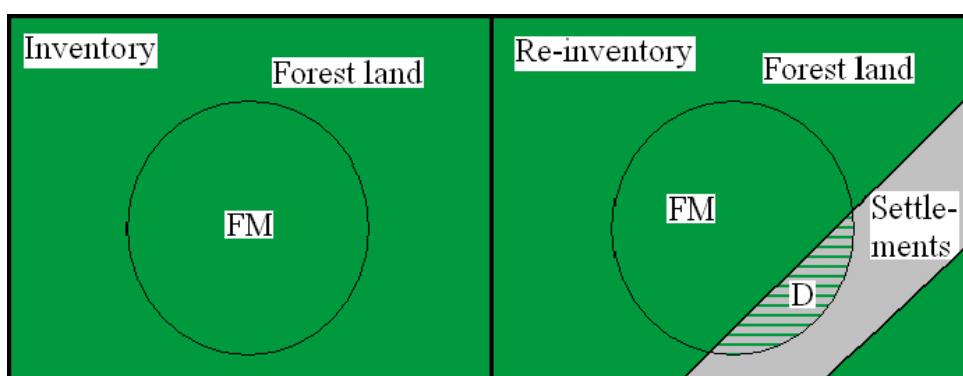 Inventory
Forest land
FM
Re-inventory
Forest land
FM
Settle-
ments
D